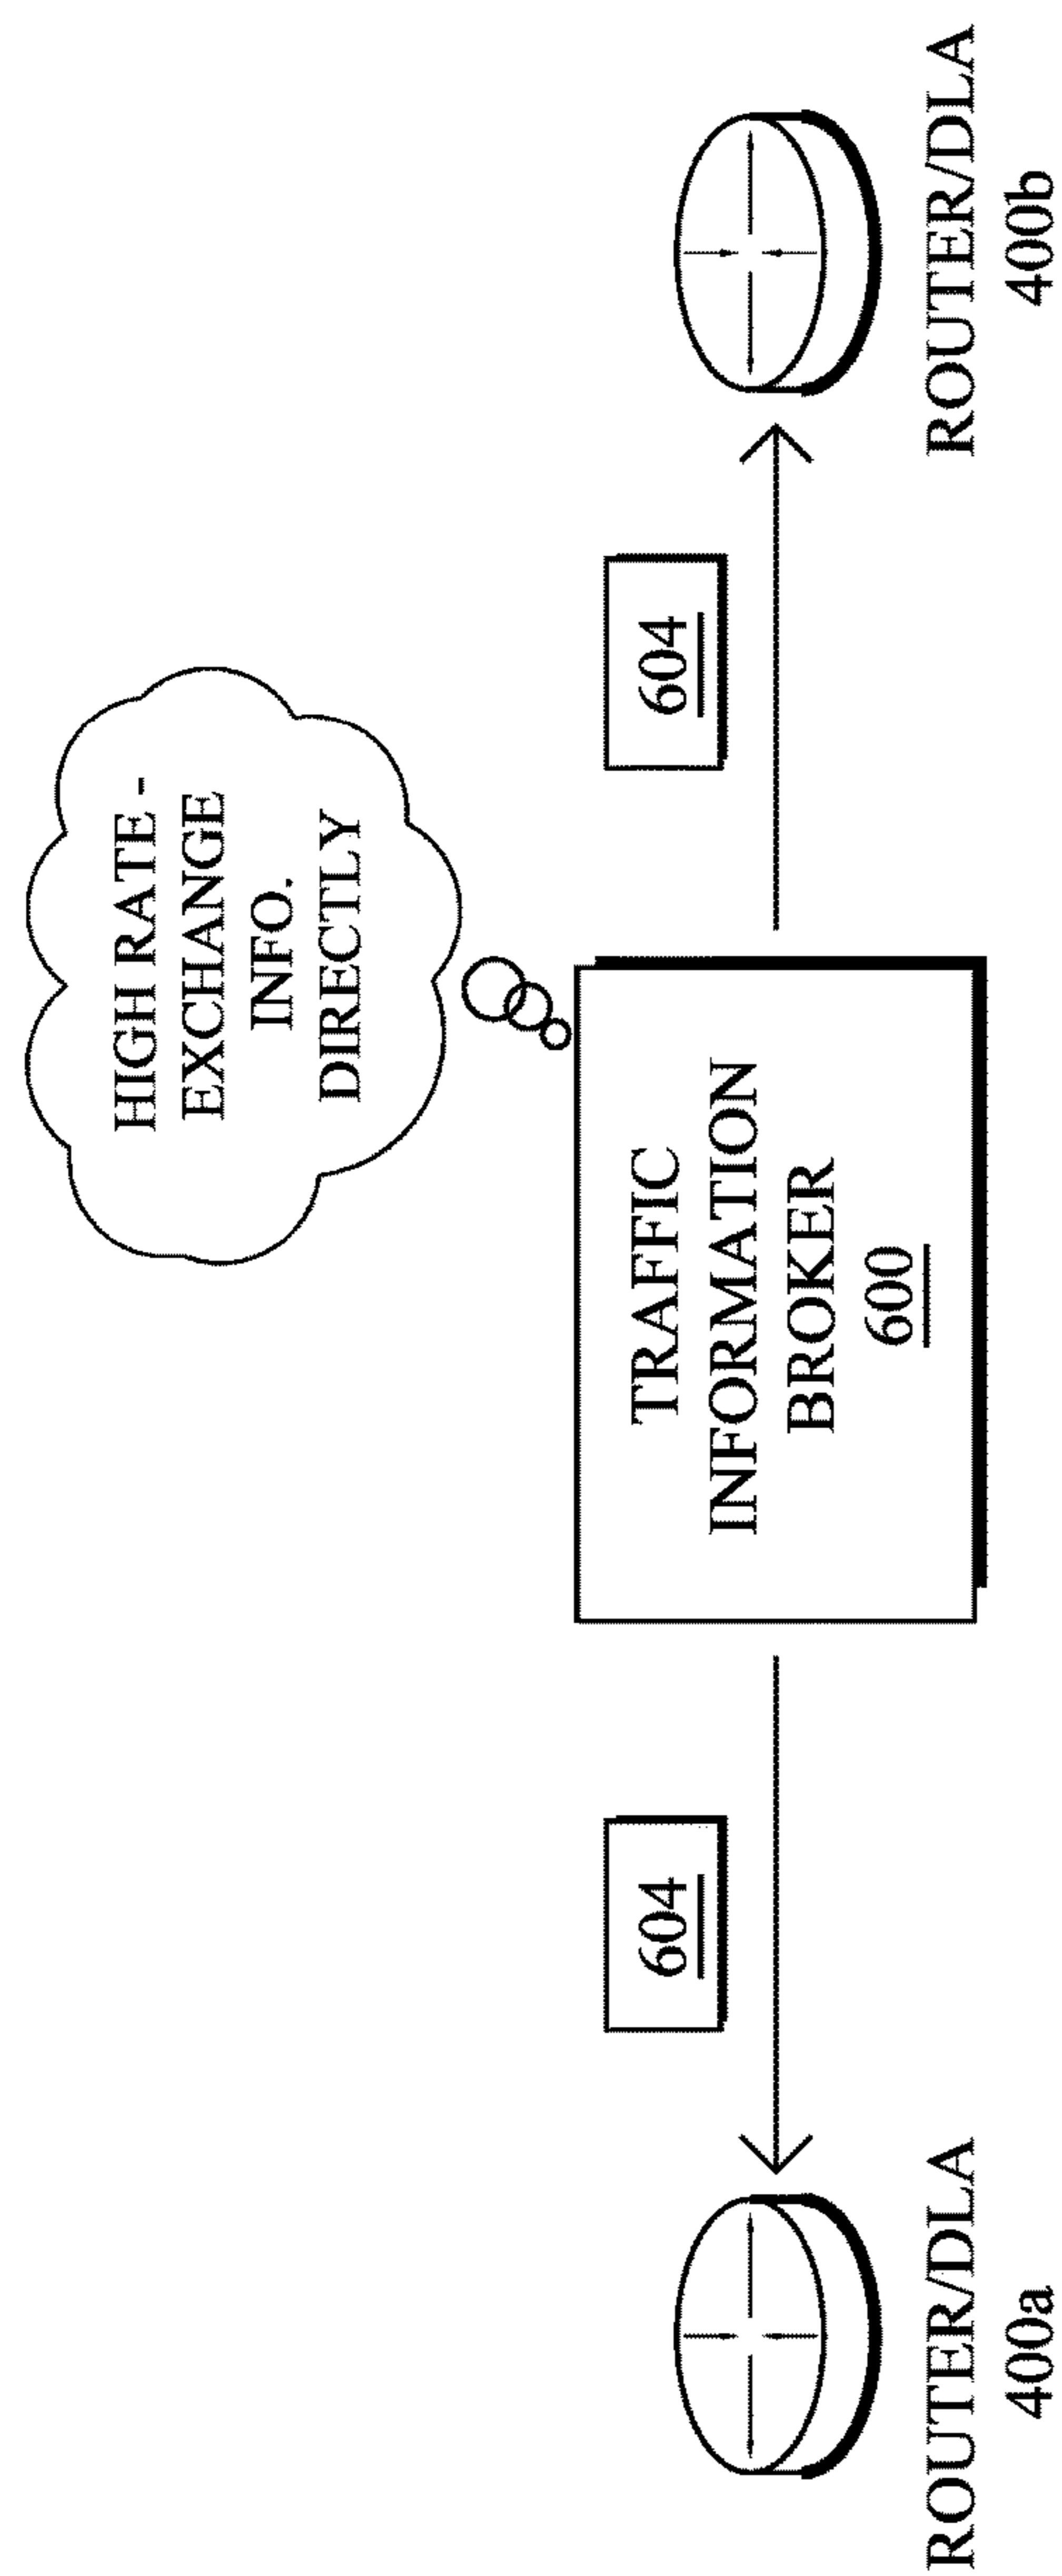 HIGH RATE -
EXCHANGE
INFO.
DIRECTLY
604
604
TRAFFIC
INFORMATION
BROKER
600
ROUTER/DLA
400a
ROUTER/DLA
400b